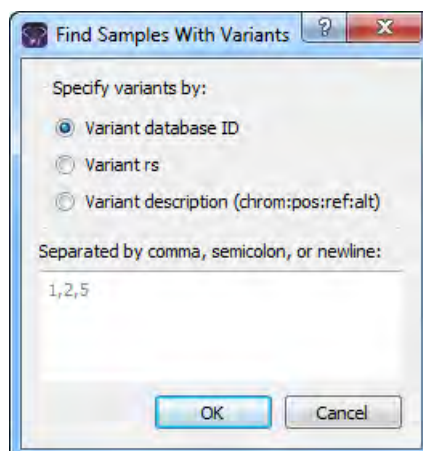 Find Samples With Variants
?
Specify variants by:
Variant database ID
Variant rs
Variant description (chrom:pos:ref:alt)
Separated by comma, semicolon, or newline:
1,2,5
OK Cancel